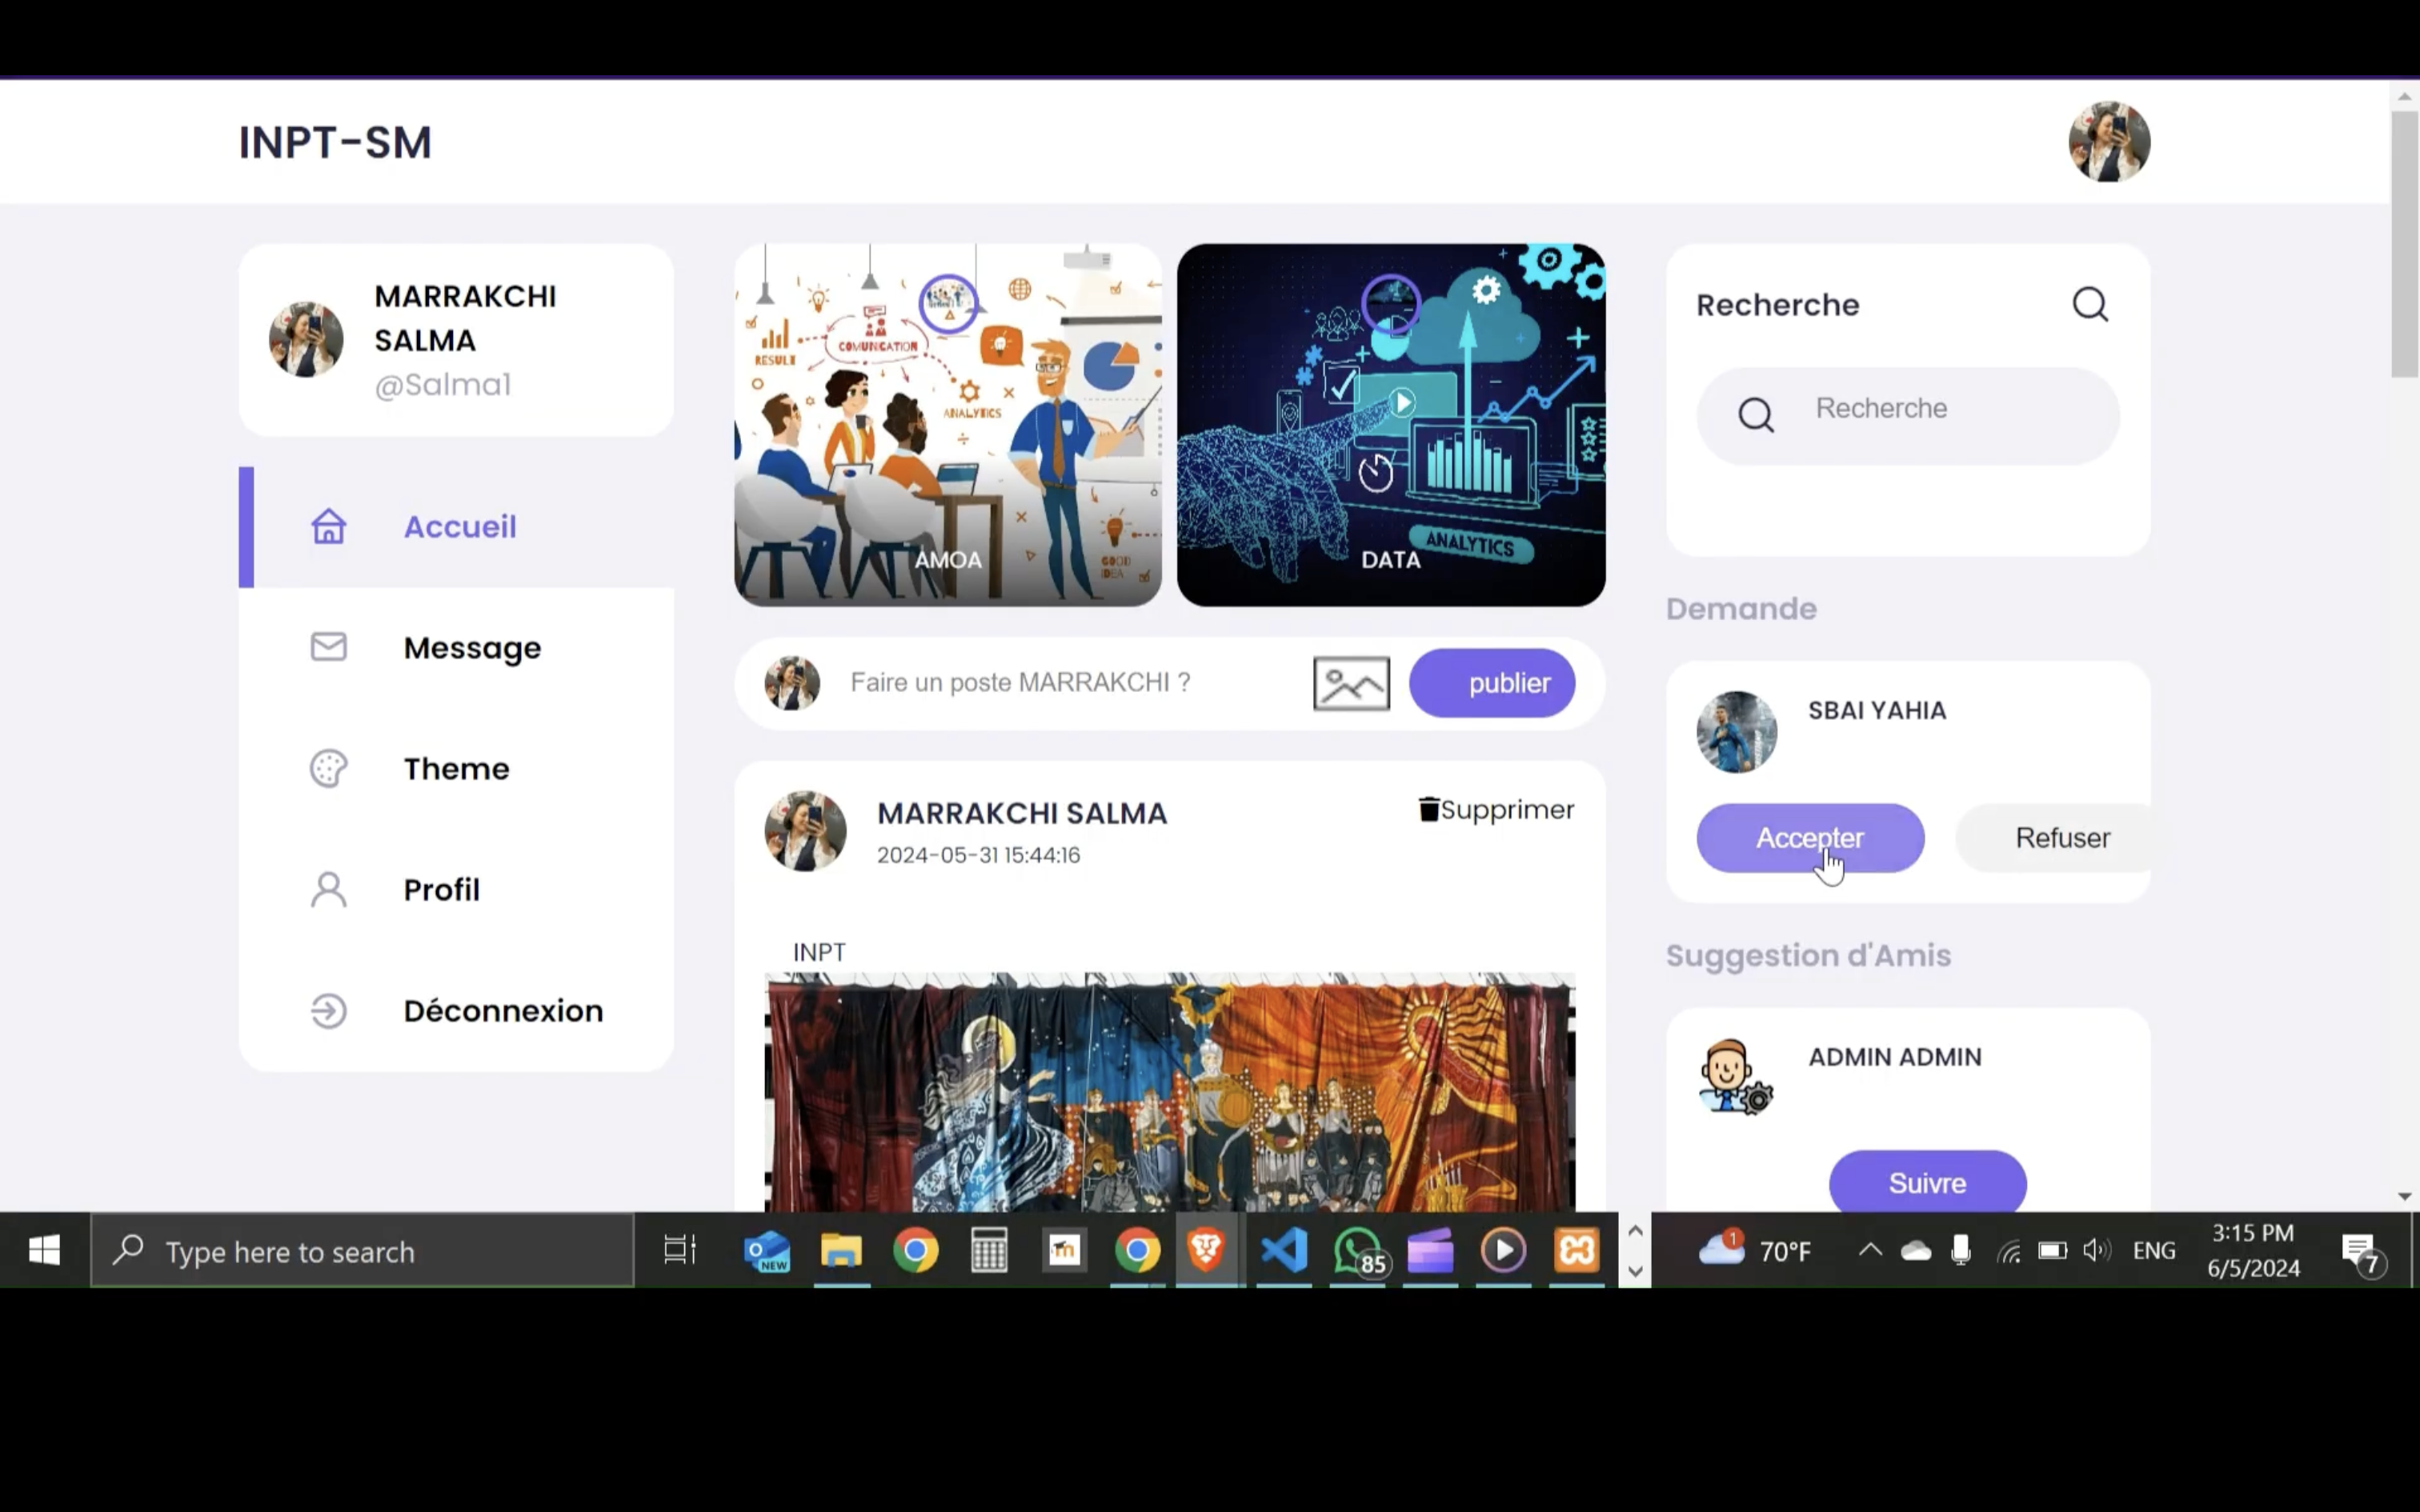 INPT-SM
MARRAKCHI
SALMA
@Salma1
Accueil
Message
Theme
Profil
Déconnexion
RESULT
COMUNICATION
ANALYTICS
GOOD
IDEA
AMOA
ANALYTICS
DATA
Faire un poste MARRAKCHI ?
publier
MARRAKCHI SALMA
2024-05-31 15:44:16
Supprimer
INPT
Recherche
Recherche
Demande
SBAI YAHIA
Accepter
Refuser
Suggestion d'Amis
ADMIN ADMIN
Suivre
Type here to search
NEW
85
1
70°F
ENG
3:15 PM
6/5/2024
7